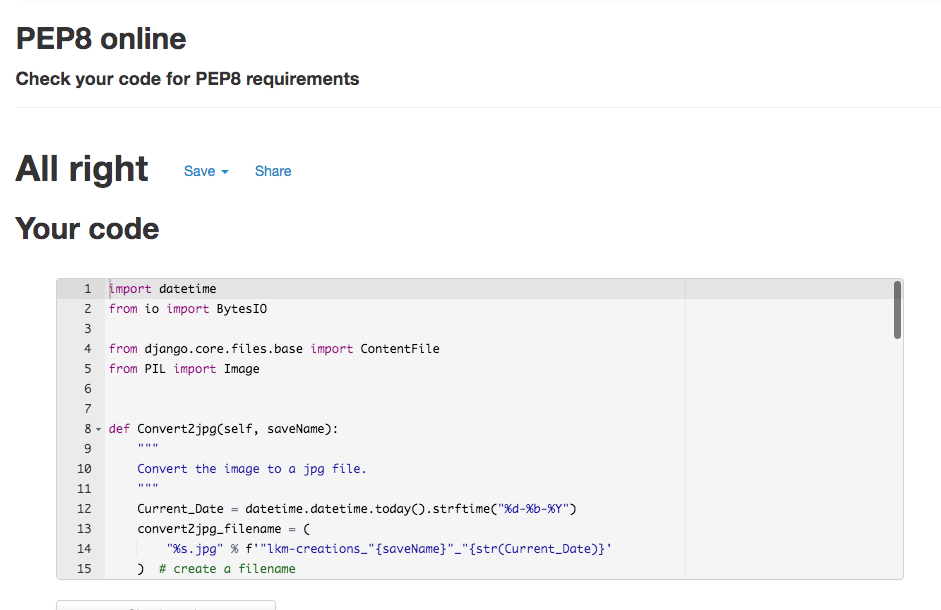 PEP8 online
Check your code for PEP8 requirements
All right Save Share
Your code
1 import datetime
2 from io import BytesIO
3
4 from django.core.files.base import ContentFile
5 from PIL import Image
6
7
8 def Convert2jpg(self, saveName):
9 """
10 Convert the image to a jpg file.
11 """
12 Current_Date = datetime.datetime.today().strftime("%d-%b-%Y")
13 convert2jpg_filename = (
14 "%s.jpg" % f'"lkm-creations_"{saveName}"_"{str(Current_Date)}'
15 ) # create a filename